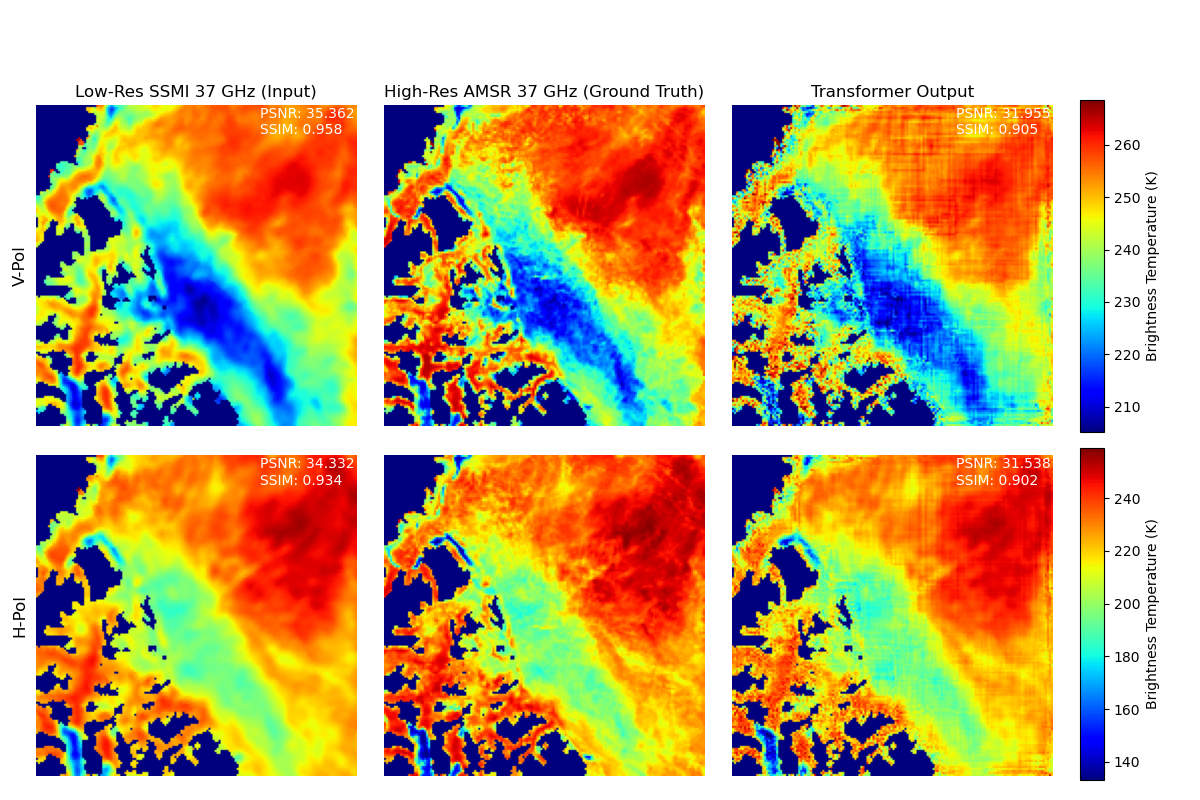 Low-Res SSMI 37 GHz (Input)
High-Res AMSR 37 GHz (Ground Truth)
Transformer Output
V-Pol
PSNR: 35.362
SSIM: 0.958
PSNR: 31.955
SSIM: 0.905
260
250
240
230
220
210
Brightness Temperature (K)
H-Pol
PSNR: 34.332
SSIM: 0.934
PSNR: 31.538
SSIM: 0.902
240
220
200
180
160
140
Brightness Temperature (K)